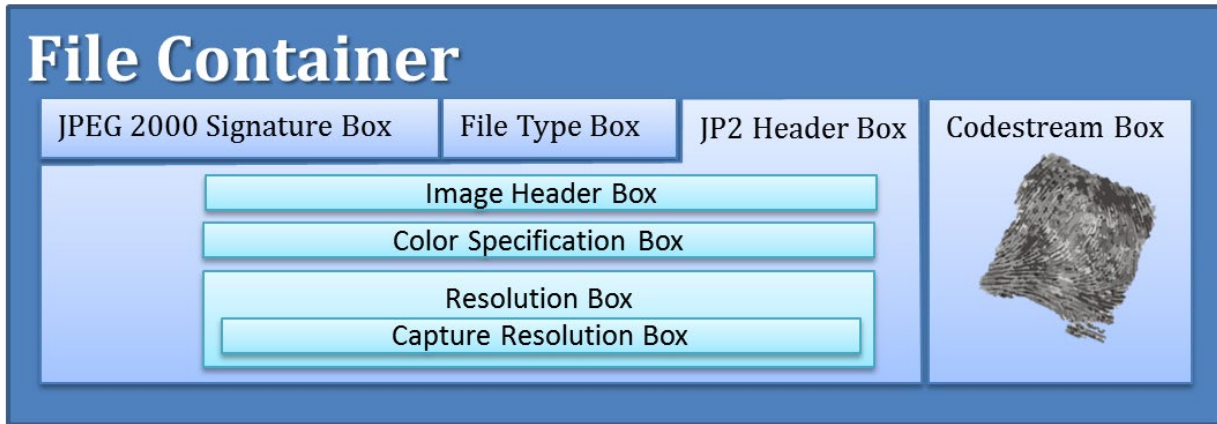 File Container
JPEG 2000 Signature Box
File Type Box
JP2 Header Box
Codestream Box
Image Header Box
Color Specification Box
Resolution Box
Capture Resolution Box